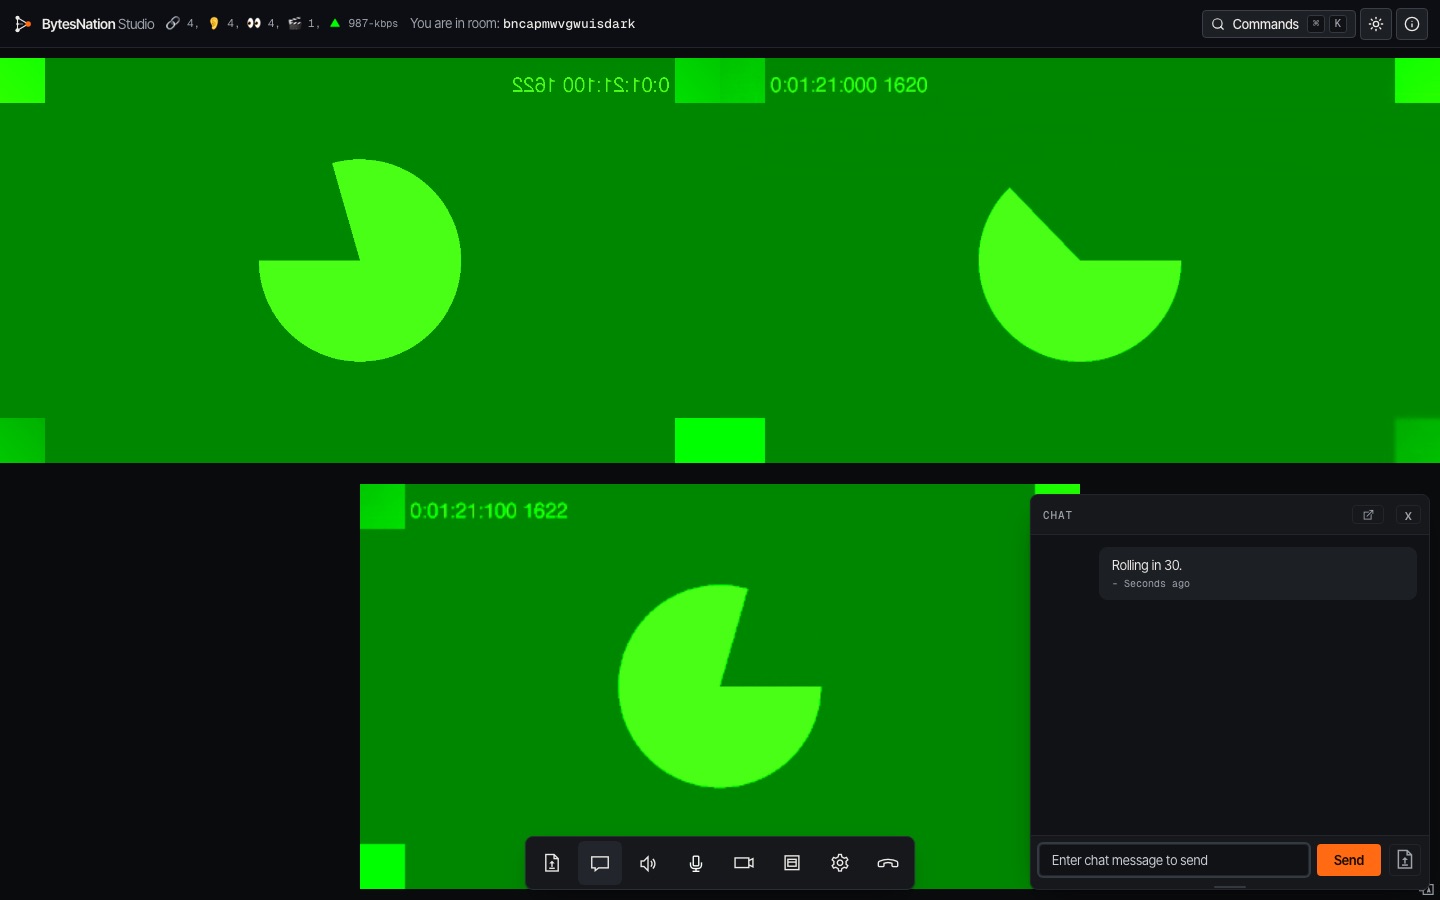 BytesNation Studio 4, 4, 4, 1, 987-kbps You are in room: bncapmwvgwuisdark Commands ⌘ K
0:01:21:100 1622
0:01:21:000 1620
0:01:21:100 1622
CHAT X
Rolling in 30.
- Seconds ago
Enter chat message to send Send